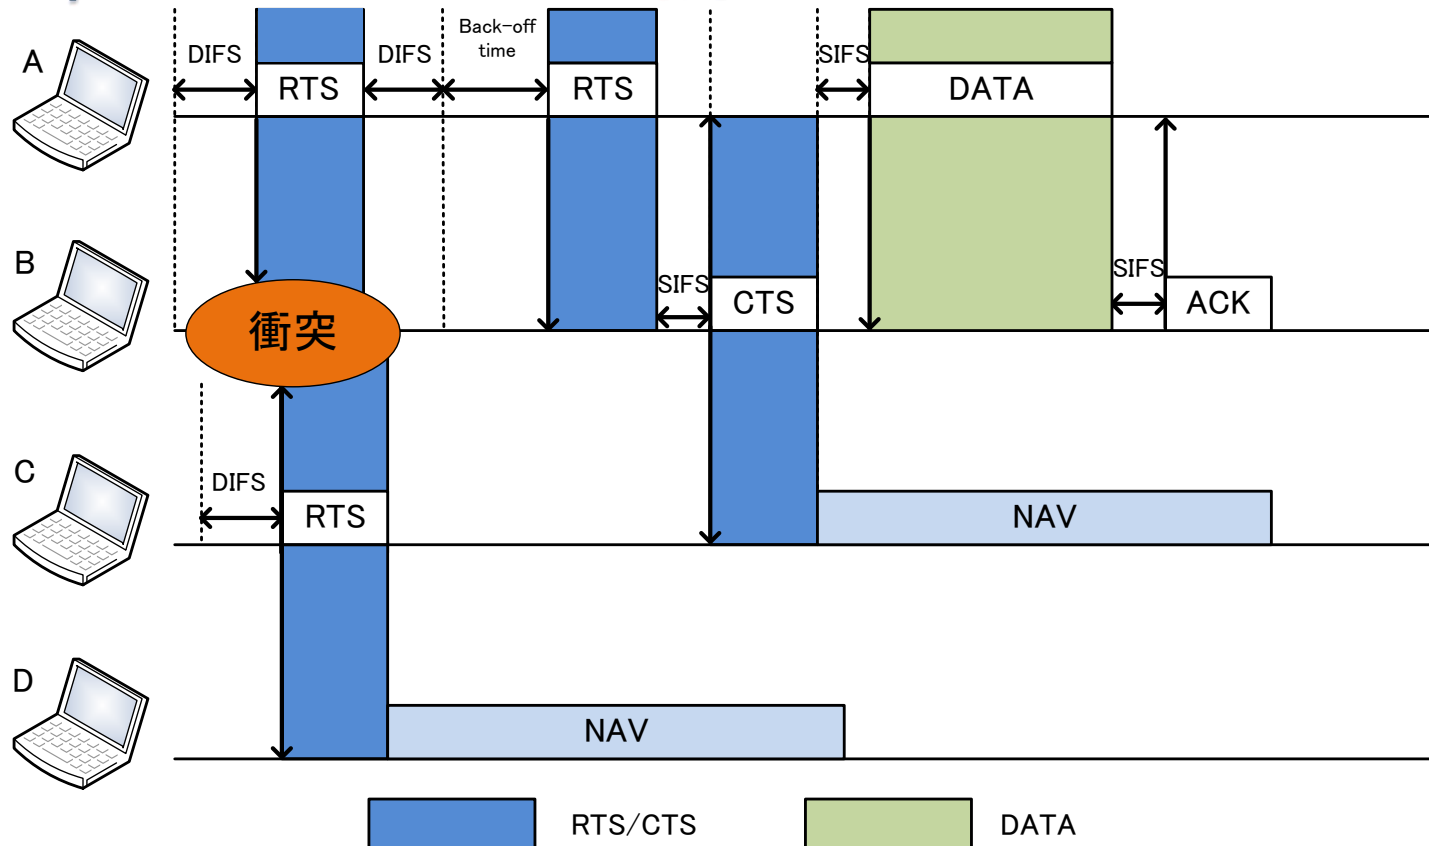 A
DIFS
RTS
DIFS
Back-off
time
RTS
SIFS
DATA
B
衝突
SIFS
CTS
SIFS
ACK
C
DIFS
RTS
NAV
D
NAV
RTS/CTS
DATA